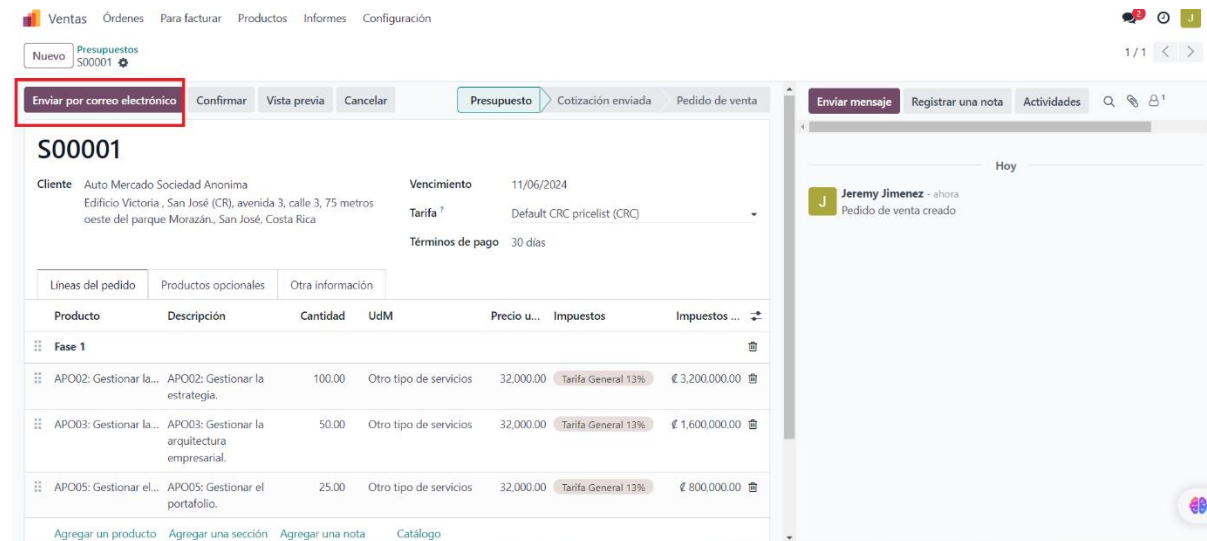 Ventas Órdenes Para facturar Productos Informes Configuración
2
J
Nuevo
Presupuestos
S00001
1 / 1
Enviar por correo electrónico Confirmar Vista previa Cancelar
Presupuesto Cotización enviada Pedido de venta
Enviar mensaje Registrar una nota Actividades 1
S00001
Cliente Auto Mercado Sociedad Anonima
Edificio Victoria , San José (CR), avenida 3, calle 3, 75 metros
oeste del parque Morazán., San José, Costa Rica
Vencimiento 11/06/2024
Tarifa ? Default CRC pricelist (CRC)
Términos de pago 30 días
Hoy
J
Jeremy Jimenez - ahora
Pedido de venta creado
Líneas del pedido Productos opcionales Otra información
Producto Descripción Cantidad UdM Precio u... Impuestos Impuestos ...
Fase 1
APO02: Gestionar la... APO02: Gestionar la 100.00 Otro tipo de servicios 32,000.00 Tarifa General 13% ₡ 3,200,000.00
estrategia.
APO03: Gestionar la... APO03: Gestionar la 50.00 Otro tipo de servicios 32,000.00 Tarifa General 13% ₡ 1,600,000.00
arquitectura
empresarial.
APO05: Gestionar el... APO05: Gestionar el 25.00 Otro tipo de servicios 32,000.00 Tarifa General 13% ₡ 800,000.00
portafolio.
Agregar un producto Agregar una sección Agregar una nota Catálogo